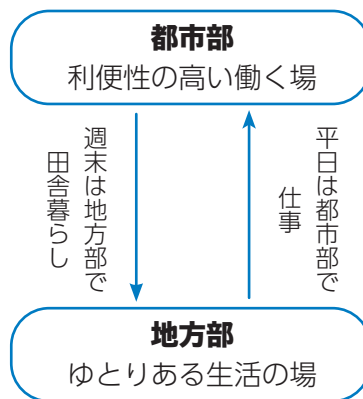 都市部
利便性の高い働く場
週末は地方部で
田舎暮らし
平日は都市部で
仕事
地方部
ゆとりある生活の場